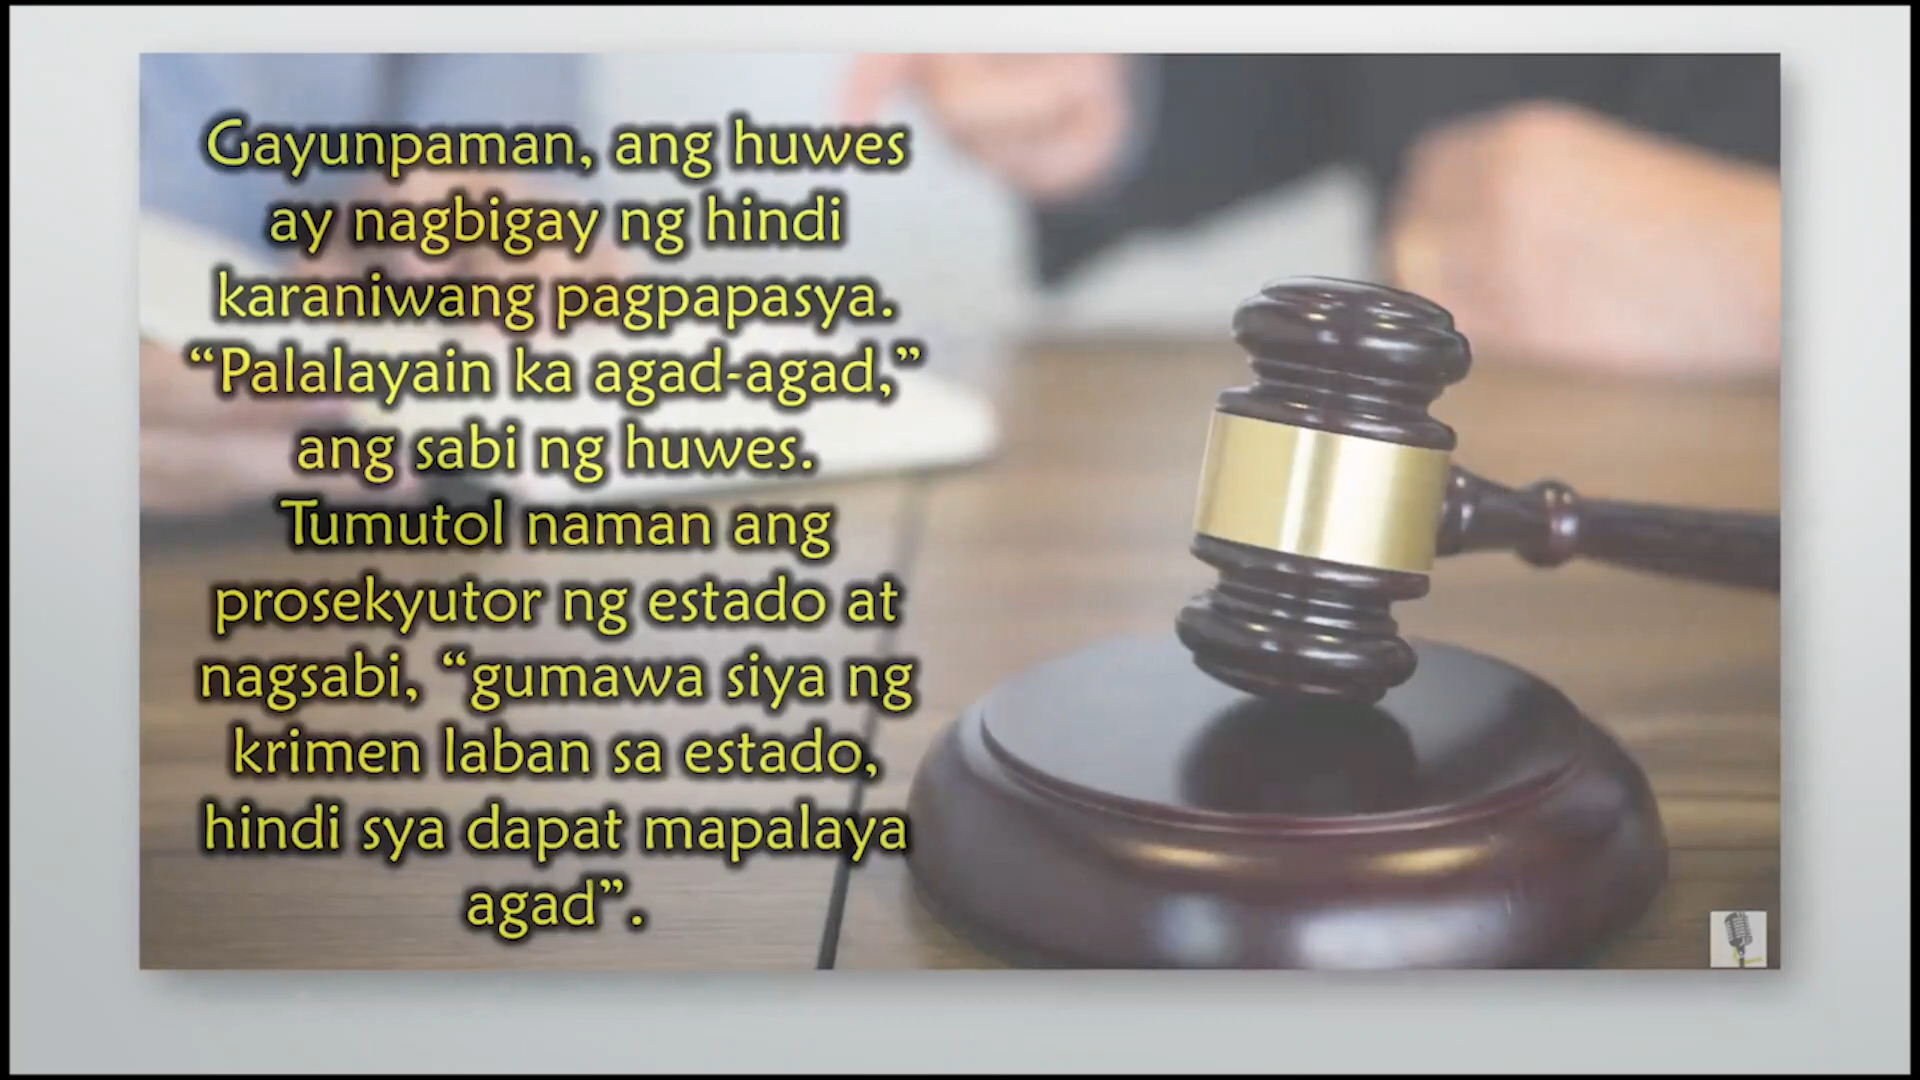 Gayunpaman, ang huwes
ay nagbigay ng hindi
karaniwang pagpapasya.
“Palalayain ka agad-agad,”
ang sabi ng huwes.
Tumutol naman ang
prosekyutor ng estado at
nagsabi, “gumawa siya ng
krimen laban sa estado,
hindi sya dapat mapalaya
agad”.